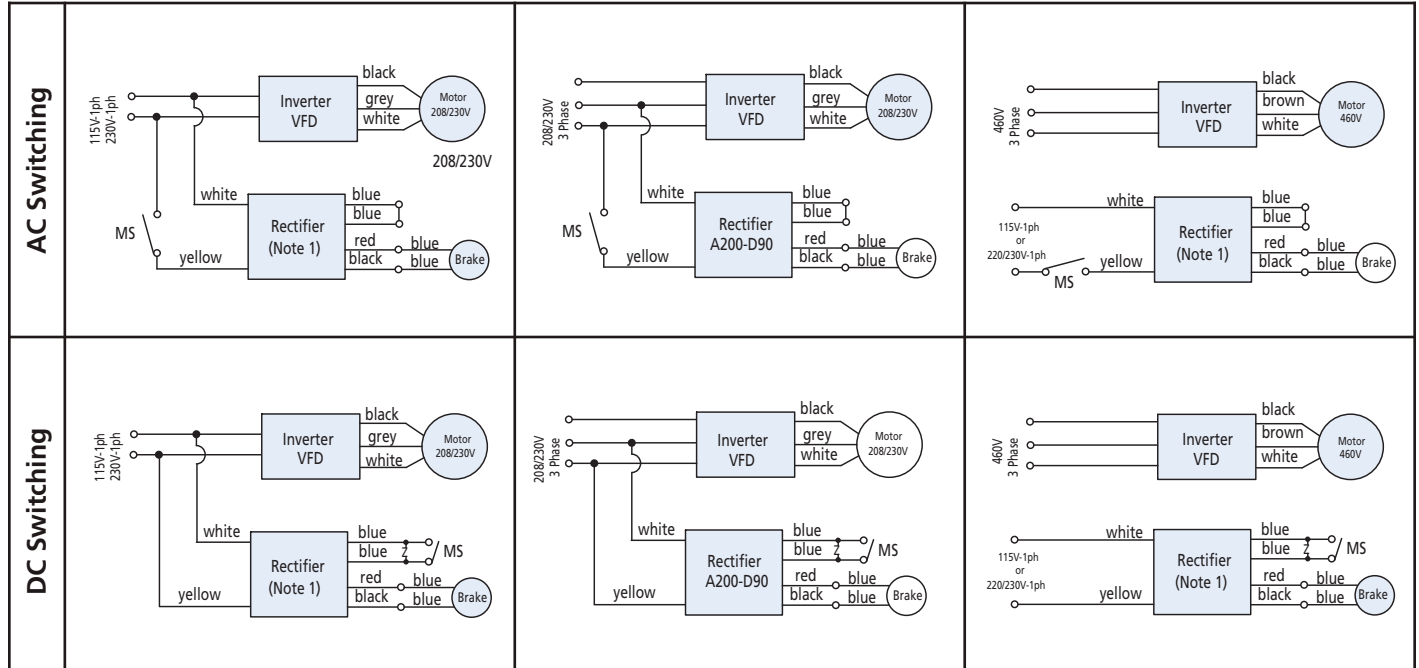 AC Switching
115V-1ph
230V-1ph
Inverter
VFD
black
grey
white
Motor
208/230V
208/230V
MS
white
yellow
Rectifier
(Note 1)
blue
blue
red
black
blue
blue
Brake
208/230V
3 Phase
Inverter
VFD
black
grey
white
Motor
208/230V
MS
white
yellow
Rectifier
A200-D90
blue
blue
red
black
blue
blue
Brake
460V
3 Phase
Inverter
VFD
black
brown
white
Motor
460V
115V-1ph
or
220/230V-1ph
MS
white
yellow
Rectifier
(Note 1)
blue
blue
red
black
blue
blue
Brake
DC Switching
115V-1ph
230V-1ph
Inverter
VFD
black
grey
white
Motor
208/230V
white
yellow
Rectifier
(Note 1)
blue
blue
Z
MS
red
black
blue
blue
Brake
208/230V
3 Phase
Inverter
VFD
black
grey
white
Motor
208/230V
white
yellow
Rectifier
A200-D90
blue
blue
Z
MS
red
black
blue
blue
Brake
460V
3 Phase
Inverter
VFD
black
brown
white
Motor
460V
115V-1ph
or
220/230V-1ph
white
yellow
Rectifier
(Note 1)
blue
blue
Z
MS
red
black
blue
blue
Brake